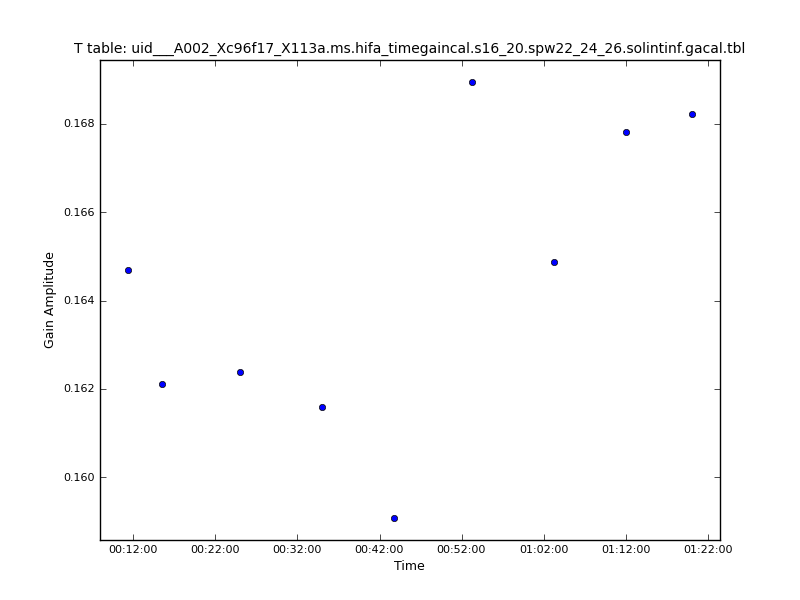 T table: uid___A002_Xc96f17_X113a.ms.hifa_timegaincal.s16_20.spw22_24_26.solintinf.gacal.tbl
0.168
0.166
0.164
0.162
0.160
Gain Amplitude
00:12:00 00:22:00 00:32:00 00:42:00 00:52:00 01:02:00 01:12:00 01:22:00
Time